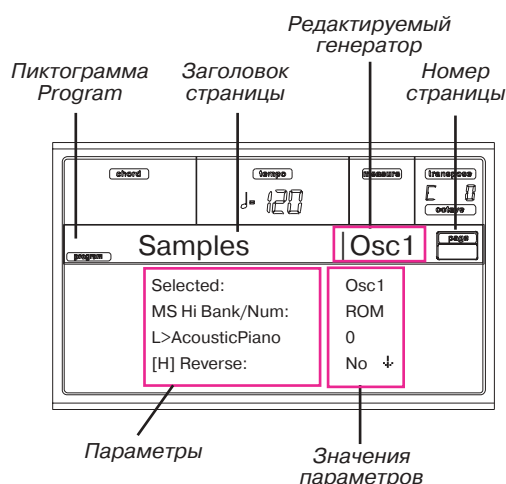 Редактируемый
генератор
Пиктограмма
Program
Заголовок
страницы
Номер
страницы
chord
tempo
measure
transpose
♩= 120
C 0
octave
program
Samples
Osc1
page
Selected: Osc1
MS Hi Bank/Num: ROM
L>AcousticPiano 0
[H] Reverse: No ↓
Параметры
Значения
параметров